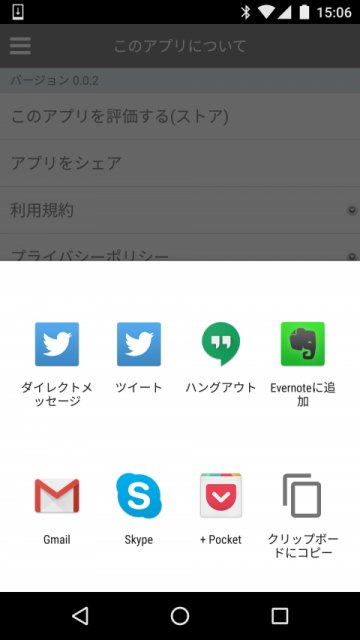 15:06
このアプリについて
バージョン 0.0.2
このアプリを評価する(ストア)
アプリをシェア
利用規約
プライバシーポリシー
ダイレクトメ
ッセージ
ツイート
ハングアウト
Evernoteに追
加
Gmail
Skype
+ Pocket
クリップボー
ドにコピー